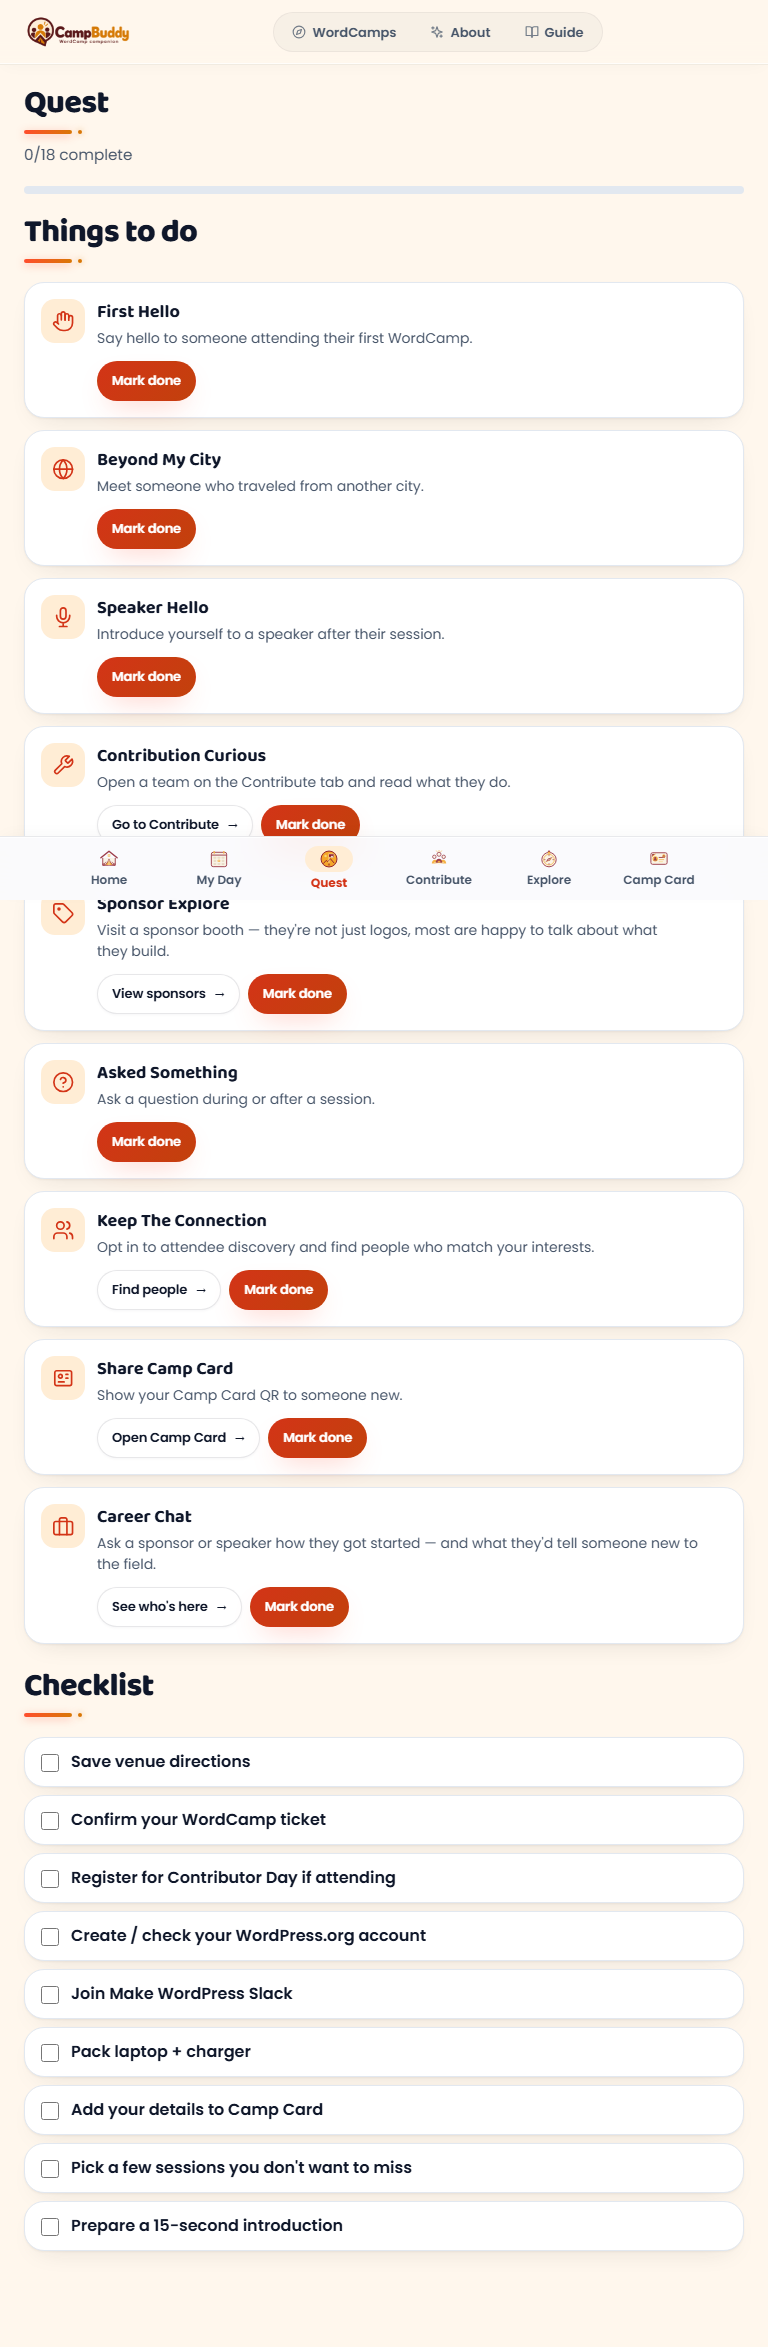 CampBuddy
WordCamp companion
WordCamps
About
Guide
Quest
0/18 complete
Things to do
First Hello
Say hello to someone attending their first WordCamp.
Mark done
Beyond My City
Meet someone who traveled from another city.
Mark done
Speaker Hello
Introduce yourself to a speaker after their session.
Mark done
Contribution Curious
Open a team on the Contribute tab and read what they do.
Go to Contribute →
Mark done
Home
My Day
Quest
Contribute
Explore
Camp Card
Sponsor Explore
Visit a sponsor booth — they're not just logos, most are happy to talk about what
they build.
View sponsors →
Mark done
Asked Something
Ask a question during or after a session.
Mark done
Keep The Connection
Opt in to attendee discovery and find people who match your interests.
Find people →
Mark done
Share Camp Card
Show your Camp Card QR to someone new.
Open Camp Card →
Mark done
Career Chat
Ask a sponsor or speaker how they got started — and what they'd tell someone new to
the field.
See who's here →
Mark done
Checklist
Save venue directions
Confirm your WordCamp ticket
Register for Contributor Day if attending
Create / check your WordPress.org account
Join Make WordPress Slack
Pack laptop + charger
Add your details to Camp Card
Pick a few sessions you don't want to miss
Prepare a 15-second introduction